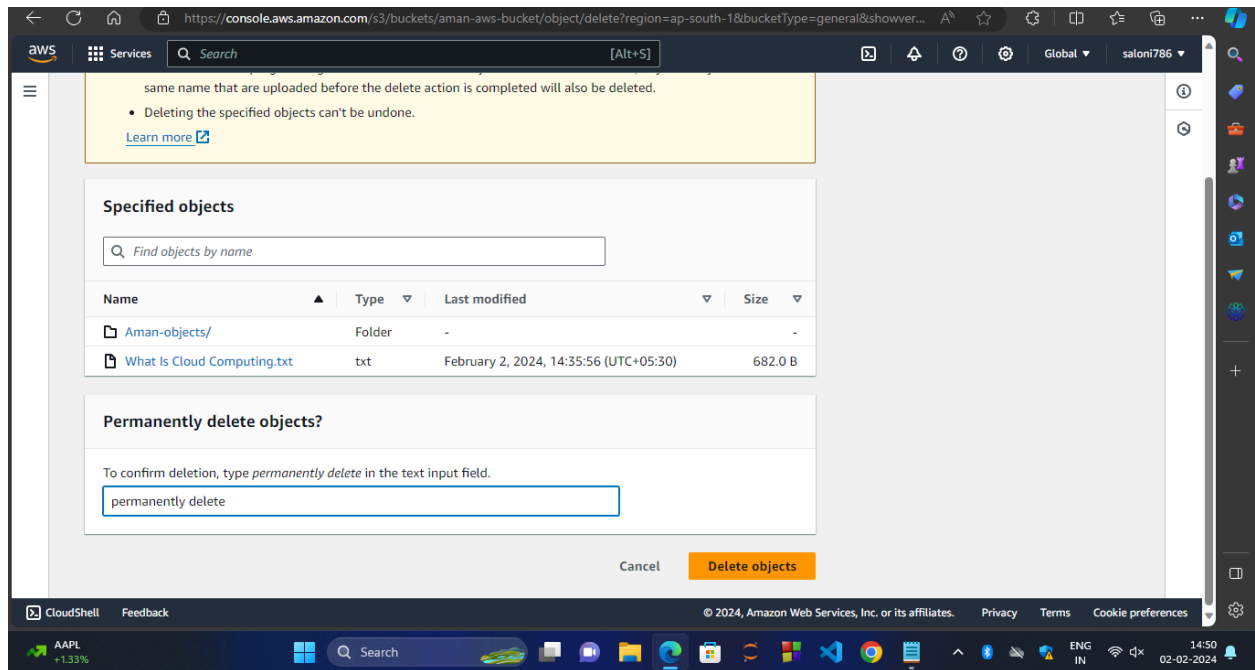 https://console.aws.amazon.com/s3/buckets/aman-aws-bucket/object/delete?region=ap-south-1&bucketType=general&showver...
aws Services Search [Alt+S] Global saloni786
same name that are uploaded before the delete action is completed will also be deleted.
Deleting the specified objects can't be undone.
Learn more
Specified objects
Find objects by name
Name Type Last modified Size
Aman-objects/ Folder - -
What Is Cloud Computing.txt txt February 2, 2024, 14:35:56 (UTC+05:30) 682.0 B
Permanently delete objects?
To confirm deletion, type permanently delete in the text input field.
permanently delete
Cancel Delete objects
CloudShell Feedback © 2024, Amazon Web Services, Inc. or its affiliates. Privacy Terms Cookie preferences
AAPL
+1.33%
Search
ENG
IN
14:50
02-02-2024